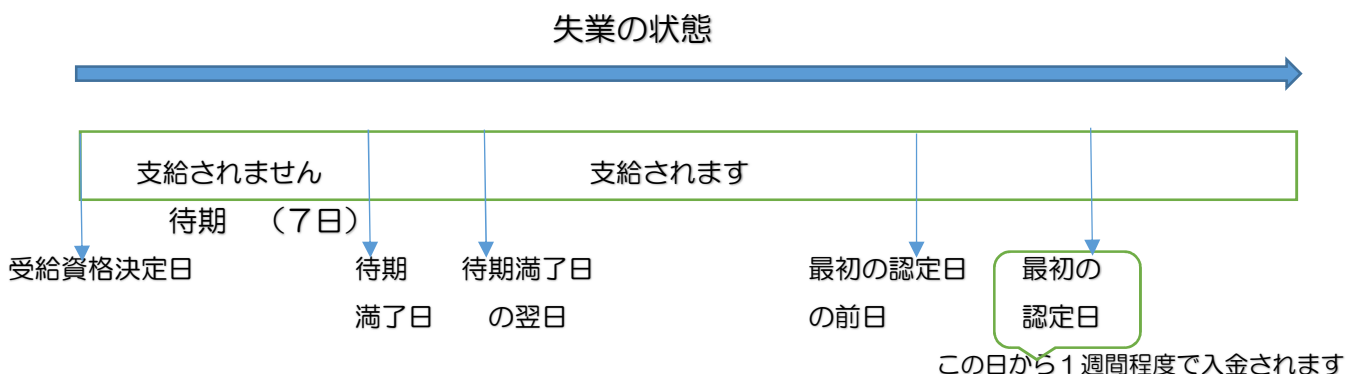 失業の状態
支給されません
支給されます
待期　（７日）
受給資格決定日
待期
満了日
待期満了日
の翌日
最初の認定日
の前日
最初の
認定日
この日から１週間程度で入金されます